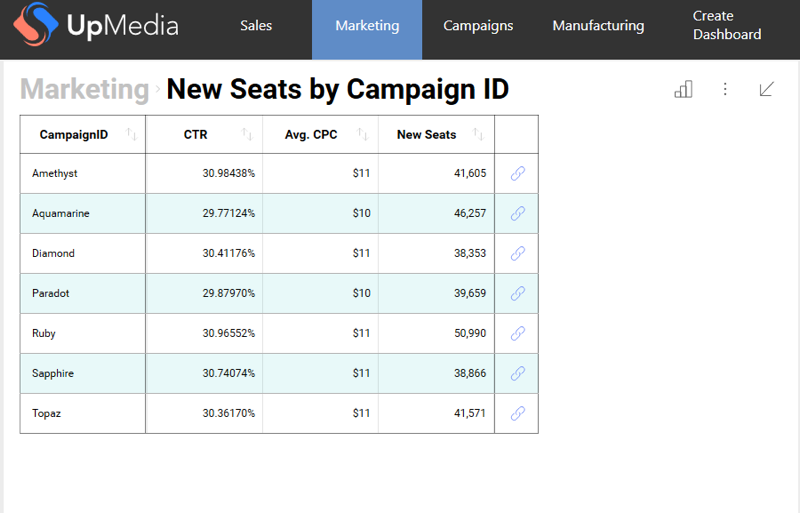 UpMedia
Sales
Marketing
Campaigns
Manufacturing
Create
Dashboard
Marketing › New Seats by Campaign ID
CampaignID CTR Avg. CPC New Seats
Amethyst 30.98438% $11 41,605
Aquamarine 29.77124% $10 46,257
Diamond 30.41176% $11 38,353
Paradot 29.87970% $10 39,659
Ruby 30.96552% $11 50,990
Sapphire 30.74074% $11 38,866
Topaz 30.36170% $11 41,571